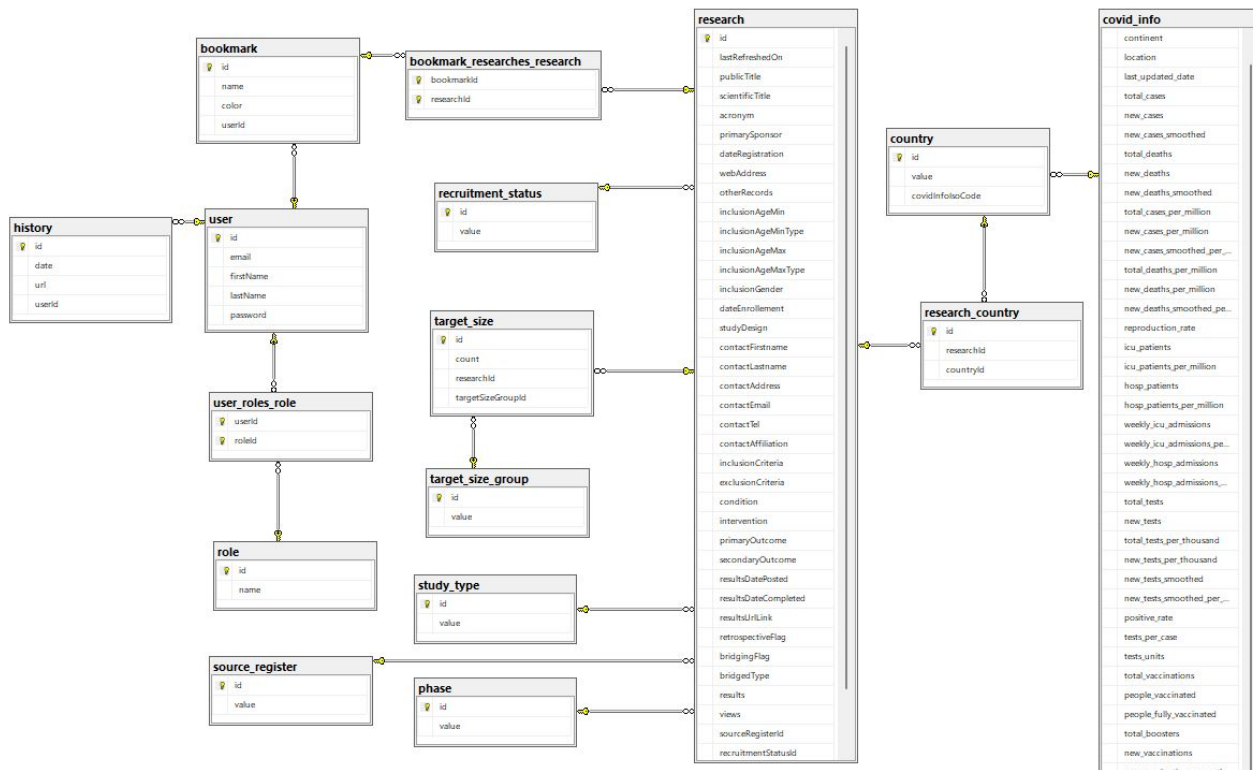 bookmark
id
name
color
userId
bookmark_researches_research
bookmarkId
researchId
recruitment_status
id
value
history
id
date
url
userId
user
id
email
firstName
lastName
password
target_size
id
count
researchId
targetSizeGroupId
user_roles_role
userId
roleId
target_size_group
id
value
role
id
name
study_type
id
value
source_register
id
value
phase
id
value
research
id
lastRefreshedOn
publicTitle
scientificTitle
acronym
primarySponsor
dateRegistration
webAddress
otherRecords
inclusionAgeMin
inclusionAgeMinType
inclusionAgeMax
inclusionAgeMaxType
inclusionGender
dateEnrollement
studyDesign
contactFirstname
contactLastname
contactAddress
contactEmail
contactTel
contactAffiliation
inclusionCriteria
exclusionCriteria
condition
intervention
primaryOutcome
secondaryOutcome
resultsDatePosted
resultsDateCompleted
resultsUrlLink
retrospectiveFlag
bridgingFlag
bridgedType
results
views
sourceRegisterId
recruitmentStatusId
country
id
value
covidInfoIsoCode
research_country
id
researchId
countryId
covid_info
continent
location
last_updated_date
total_cases
new_cases
new_cases_smoothed
total_deaths
new_deaths
new_deaths_smoothed
total_cases_per_million
new_cases_per_million
new_cases_smoothed_per_...
total_deaths_per_million
new_deaths_per_million
new_deaths_smoothed_pe...
reproduction_rate
icu_patients
icu_patients_per_million
hosp_patients
hosp_patients_per_million
weekly_icu_admissions
weekly_icu_admissions_pe...
weekly_hosp_admissions
weekly_hosp_admissions_...
total_tests
new_tests
total_tests_per_thousand
new_tests_per_thousand
new_tests_smoothed
new_tests_smoothed_per_...
positive_rate
tests_per_case
tests_units
total_vaccinations
people_vaccinated
people_fully_vaccinated
total_boosters
new_vaccinations